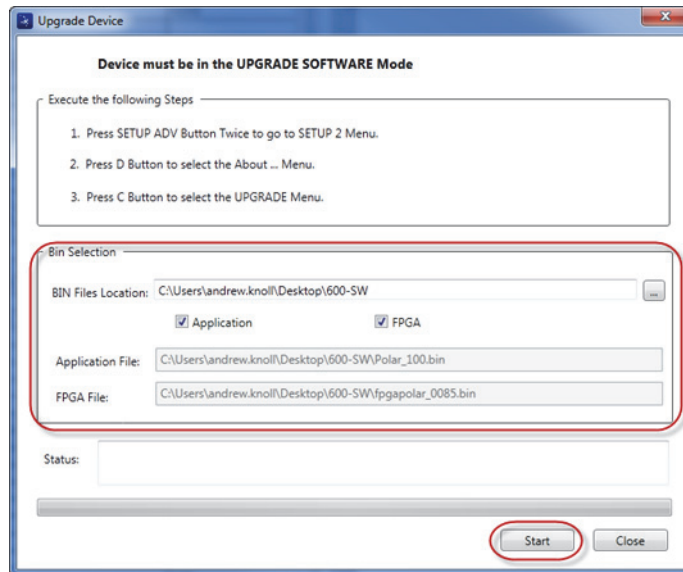 Upgrade Device
Device must be in the UPGRADE SOFTWARE Mode
Execute the following Steps
1. Press SETUP ADV Button Twice to go to SETUP 2 Menu.
2. Press D Button to select the About ... Menu.
3. Press C Button to select the UPGRADE Menu.
Bin Selection
BIN Files Location: C:\Users\andrew.knoll\Desktop\600-SW ...
Application FPGA
Application File: C:\Users\andrew.knoll\Desktop\600-SW\Polar_100.bin
FPGA File: C:\Users\andrew.knoll\Desktop\600-SW\fpgapolar_0085.bin
Status:
Start Close